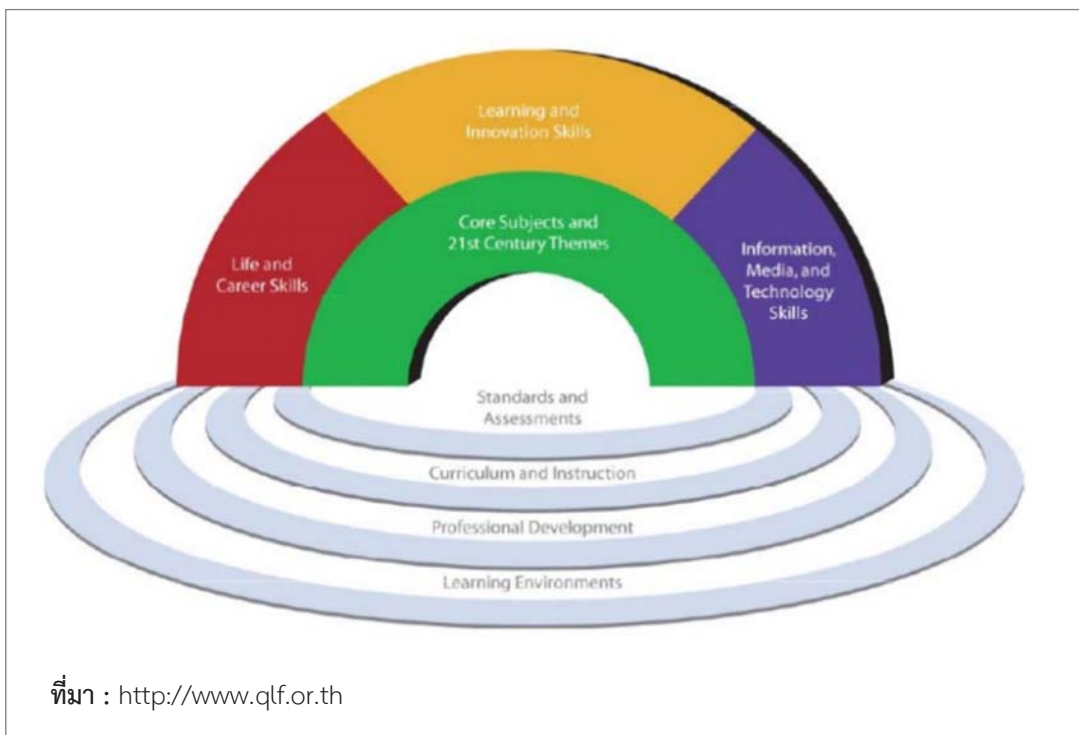 Learning and
Innovation Skills
Core Subjects and
21st Century Themes
Life and
Career Skills
Information,
Media, and
Technology
Skills
Standards and
Assessments
Curriculum and Instruction
Professional Development
Learning Environments
ที่มา : http://www.qlf.or.th